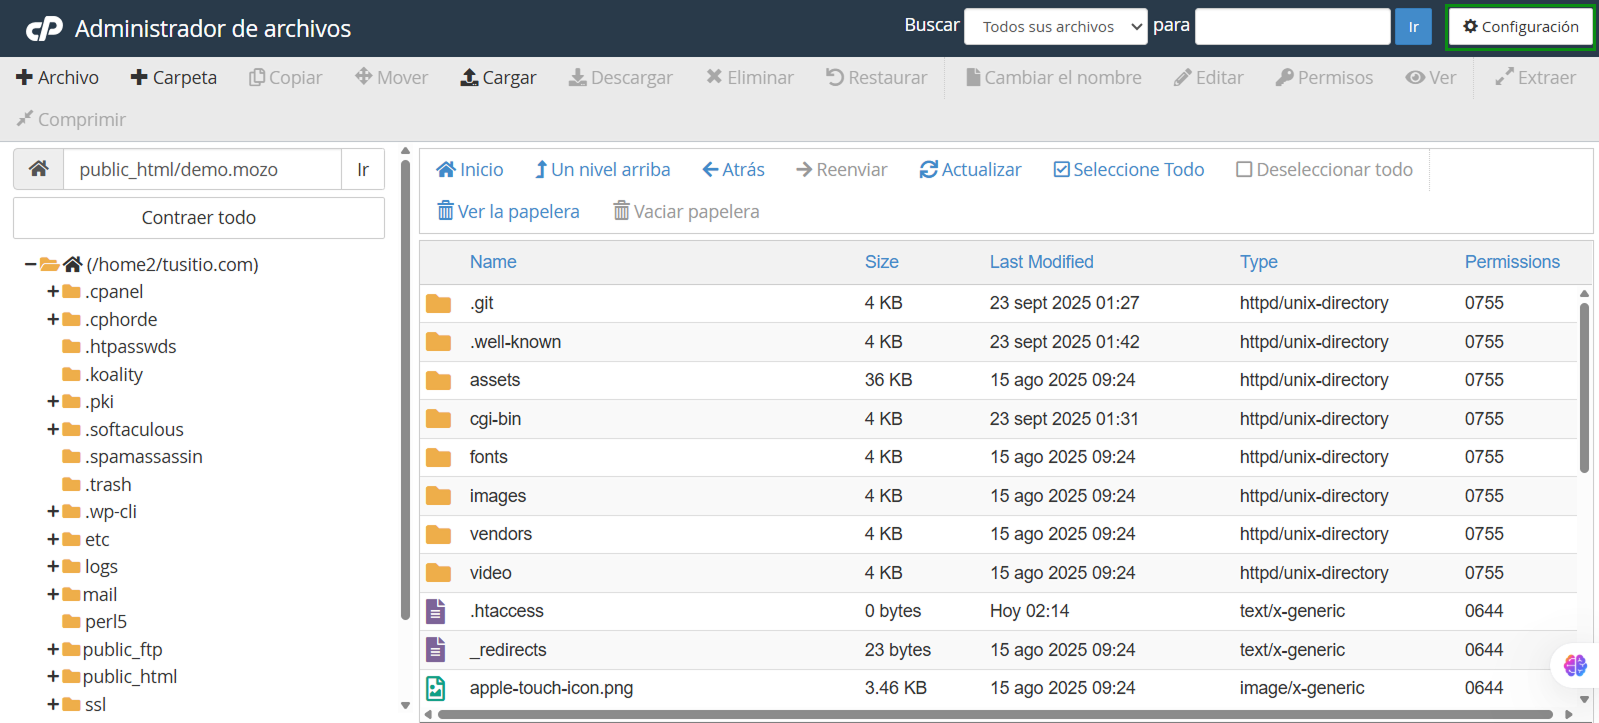 cP Administrador de archivos Buscar Todos sus archivos para Ir Configuración
Archivo Carpeta Copiar Mover Cargar Descargar Eliminar Restaurar Cambiar el nombre Editar Permisos Ver Extraer
Comprimir
public_html/demo.mozo Ir
Contraer todo
(/home2/tusitio.com)
.cpanel
.cphorde
.htpasswds
.koality
.pki
.softaculous
.spamassassin
.trash
.wp-cli
etc
logs
mail
perl5
public_ftp
public_html
ssl
Inicio Un nivel arriba Atrás Reenviar Actualizar Seleccione Todo Deseleccionar todo
Ver la papelera Vaciar papelera
Name Size Last Modified Type Permissions
.git 4 KB 23 sept 2025 01:27 httpd/unix-directory 0755
.well-known 4 KB 23 sept 2025 01:42 httpd/unix-directory 0755
assets 36 KB 15 ago 2025 09:24 httpd/unix-directory 0755
cgi-bin 4 KB 23 sept 2025 01:31 httpd/unix-directory 0755
fonts 4 KB 15 ago 2025 09:24 httpd/unix-directory 0755
images 4 KB 15 ago 2025 09:24 httpd/unix-directory 0755
vendors 4 KB 15 ago 2025 09:24 httpd/unix-directory 0755
video 4 KB 15 ago 2025 09:24 httpd/unix-directory 0755
.htaccess 0 bytes Hoy 02:14 text/x-generic 0644
_redirects 23 bytes 15 ago 2025 09:24 text/x-generic 0644
apple-touch-icon.png 3.46 KB 15 ago 2025 09:24 image/x-generic 0644